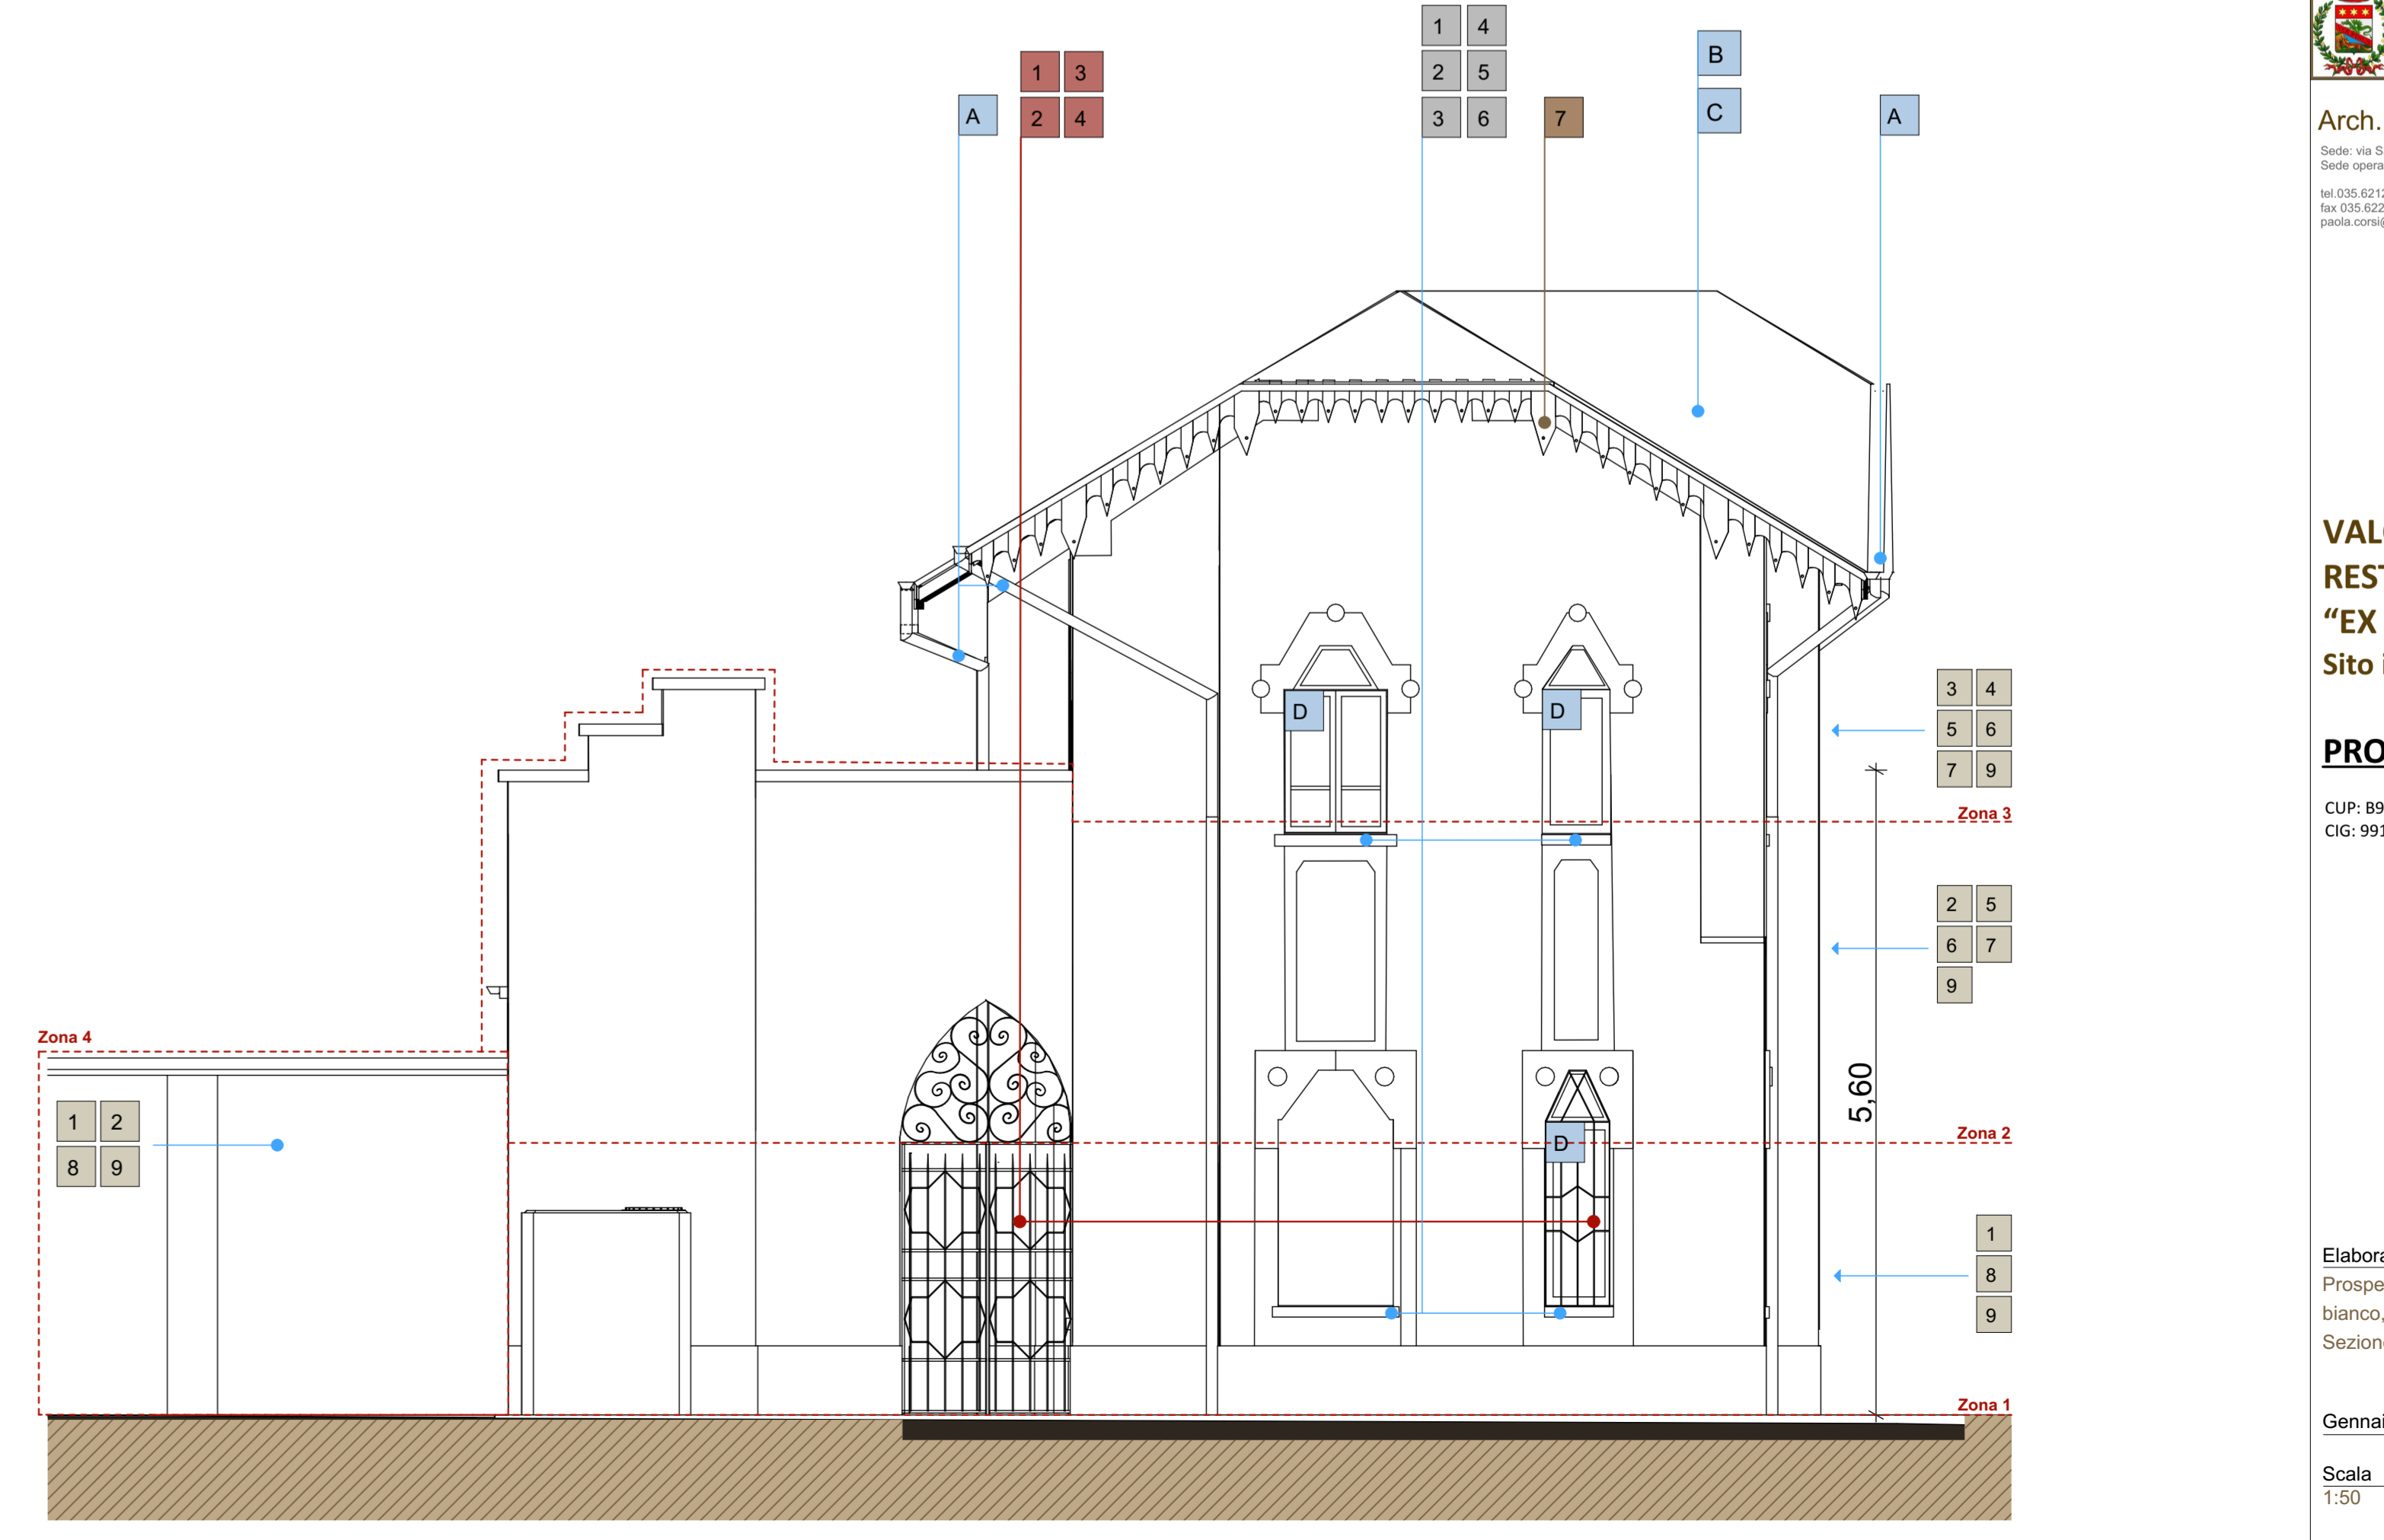 1 4
2 5
3 6
B
C
1 3
2 4
A
7
A
D
D
3 4
5 6
7 9
Zona 3
2 5
6 7
9
Zona 4
1 2
8 9
5,60
Zona 2
D
1
8
9
Zona 1
Arch.
Sede: via S
Sede opera
tel.035.6212
fax 035.622
paola.corsi@
VAL
REST
“EX
Sito i
PRO
CUP: B9
CIG: 991
Elabora
Prospe
bianco,
Sezion
Gennai
Scala
1:50